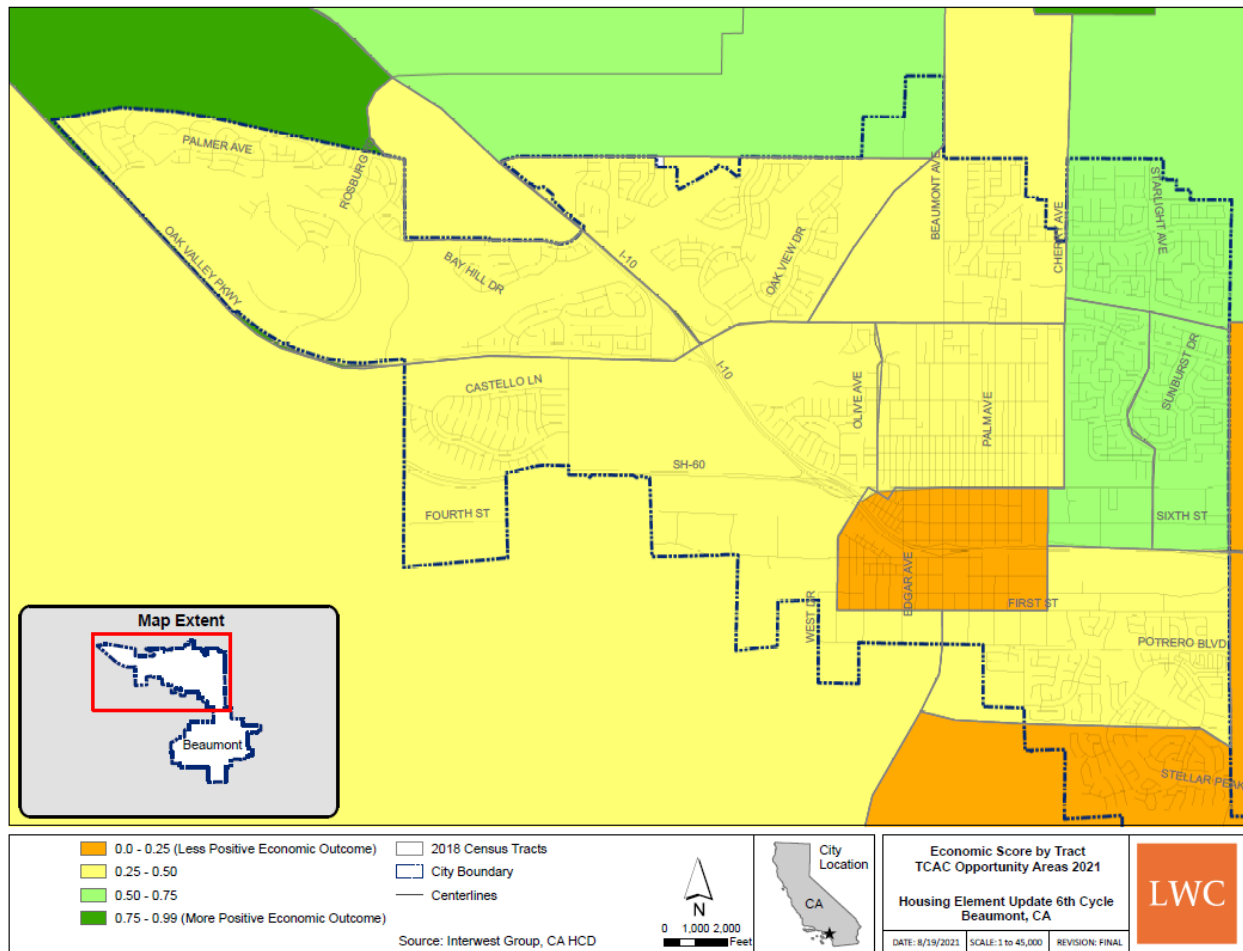 PALMER AVE
ROSBURG
BEAUMONT AVE
STARLIGHT AVE
CHERRY AVE
OAK VALLEY PKWY
BAY HILL DR
I-10
OAK VIEW DR
SUNBURST DR
I-10
CASTELLO LN
OLIVE AVE
PALM AVE
SH-60
FOURTH ST
SIXTH ST
EDGAR AVE
FIRST ST
WEST DR
POTRERO BLVD
STELLAR PEAK
Map Extent
Beaumont
0.0 - 0.25 (Less Positive Economic Outcome)
0.25 - 0.50
0.50 - 0.75
0.75 - 0.99 (More Positive Economic Outcome)
2018 Census Tracts
City Boundary
Centerlines
Source: Interwest Group, CA HCD
N
0 1,000 2,000
Feet
City
Location
CA
Economic Score by Tract
TCAC Opportunity Areas 2021
Housing Element Update 6th Cycle
Beaumont, CA
DATE: 8/19/2021 SCALE: 1 to 45,000 REVISION: FINAL
LWC